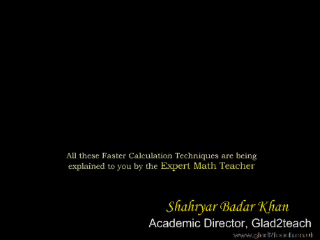 All these Faster Calculation Techniques are being
explained to you by the Expert Math Teacher
Shahryar Badar Khan
Academic Director, Glad2teach